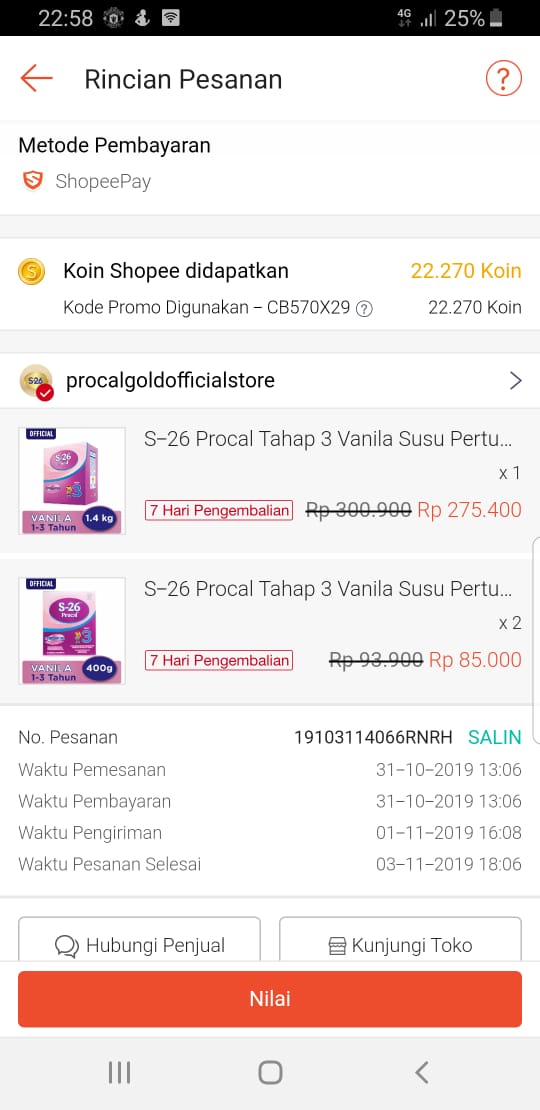 22:58
4G
25%
Rincian Pesanan
?
Metode Pembayaran
ShopeePay
Koin Shopee didapatkan 22.270 Koin
Kode Promo Digunakan – CB570X29 ? 22.270 Koin
S-26
procalgoldofficialstore
OFFICIAL
S-26
Procal
3
VANILA
1-3 Tahun
1.4 kg
S–26 Procal Tahap 3 Vanila Susu Pertu...
x 1
7 Hari Pengembalian Rp 300.900 Rp 275.400
OFFICIAL
S-26
Procal
3
VANILA
1-3 Tahun
400g
S–26 Procal Tahap 3 Vanila Susu Pertu...
x 2
7 Hari Pengembalian Rp 93.900 Rp 85.000
No. Pesanan 19103114066RNRH SALIN
Waktu Pemesanan 31–10–2019 13:06
Waktu Pembayaran 31–10–2019 13:06
Waktu Pengiriman 01–11–2019 16:08
Waktu Pesanan Selesai 03–11–2019 18:06
Hubungi Penjual
Kunjungi Toko
Nilai